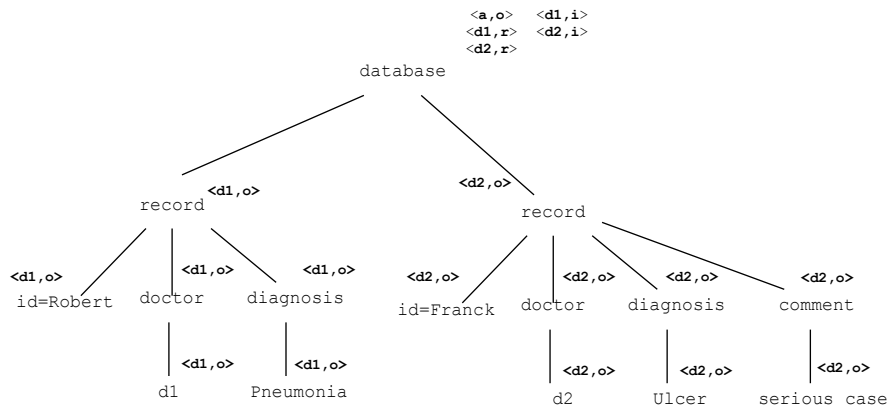 <a,o> <d1,i>
<d1,r> <d2,i>
<d2,r>
database
<d1,o> <d2,o>
record record
<d1,o> <d1,o> <d1,o> <d2,o> <d2,o> <d2,o> <d2,o>
id=Robert doctor diagnosis id=Franck doctor diagnosis comment
<d1,o> <d1,o> <d2,o> <d2,o> <d2,o>
d1 Pneumonia d2 Ulcer serious case